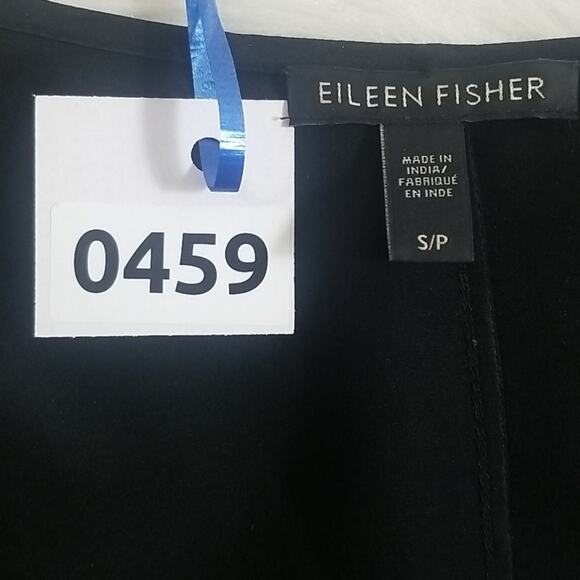 EILEEN FISHER
MADE IN
INDIA/
FABRIQUÉ
EN INDE
S/P
0459